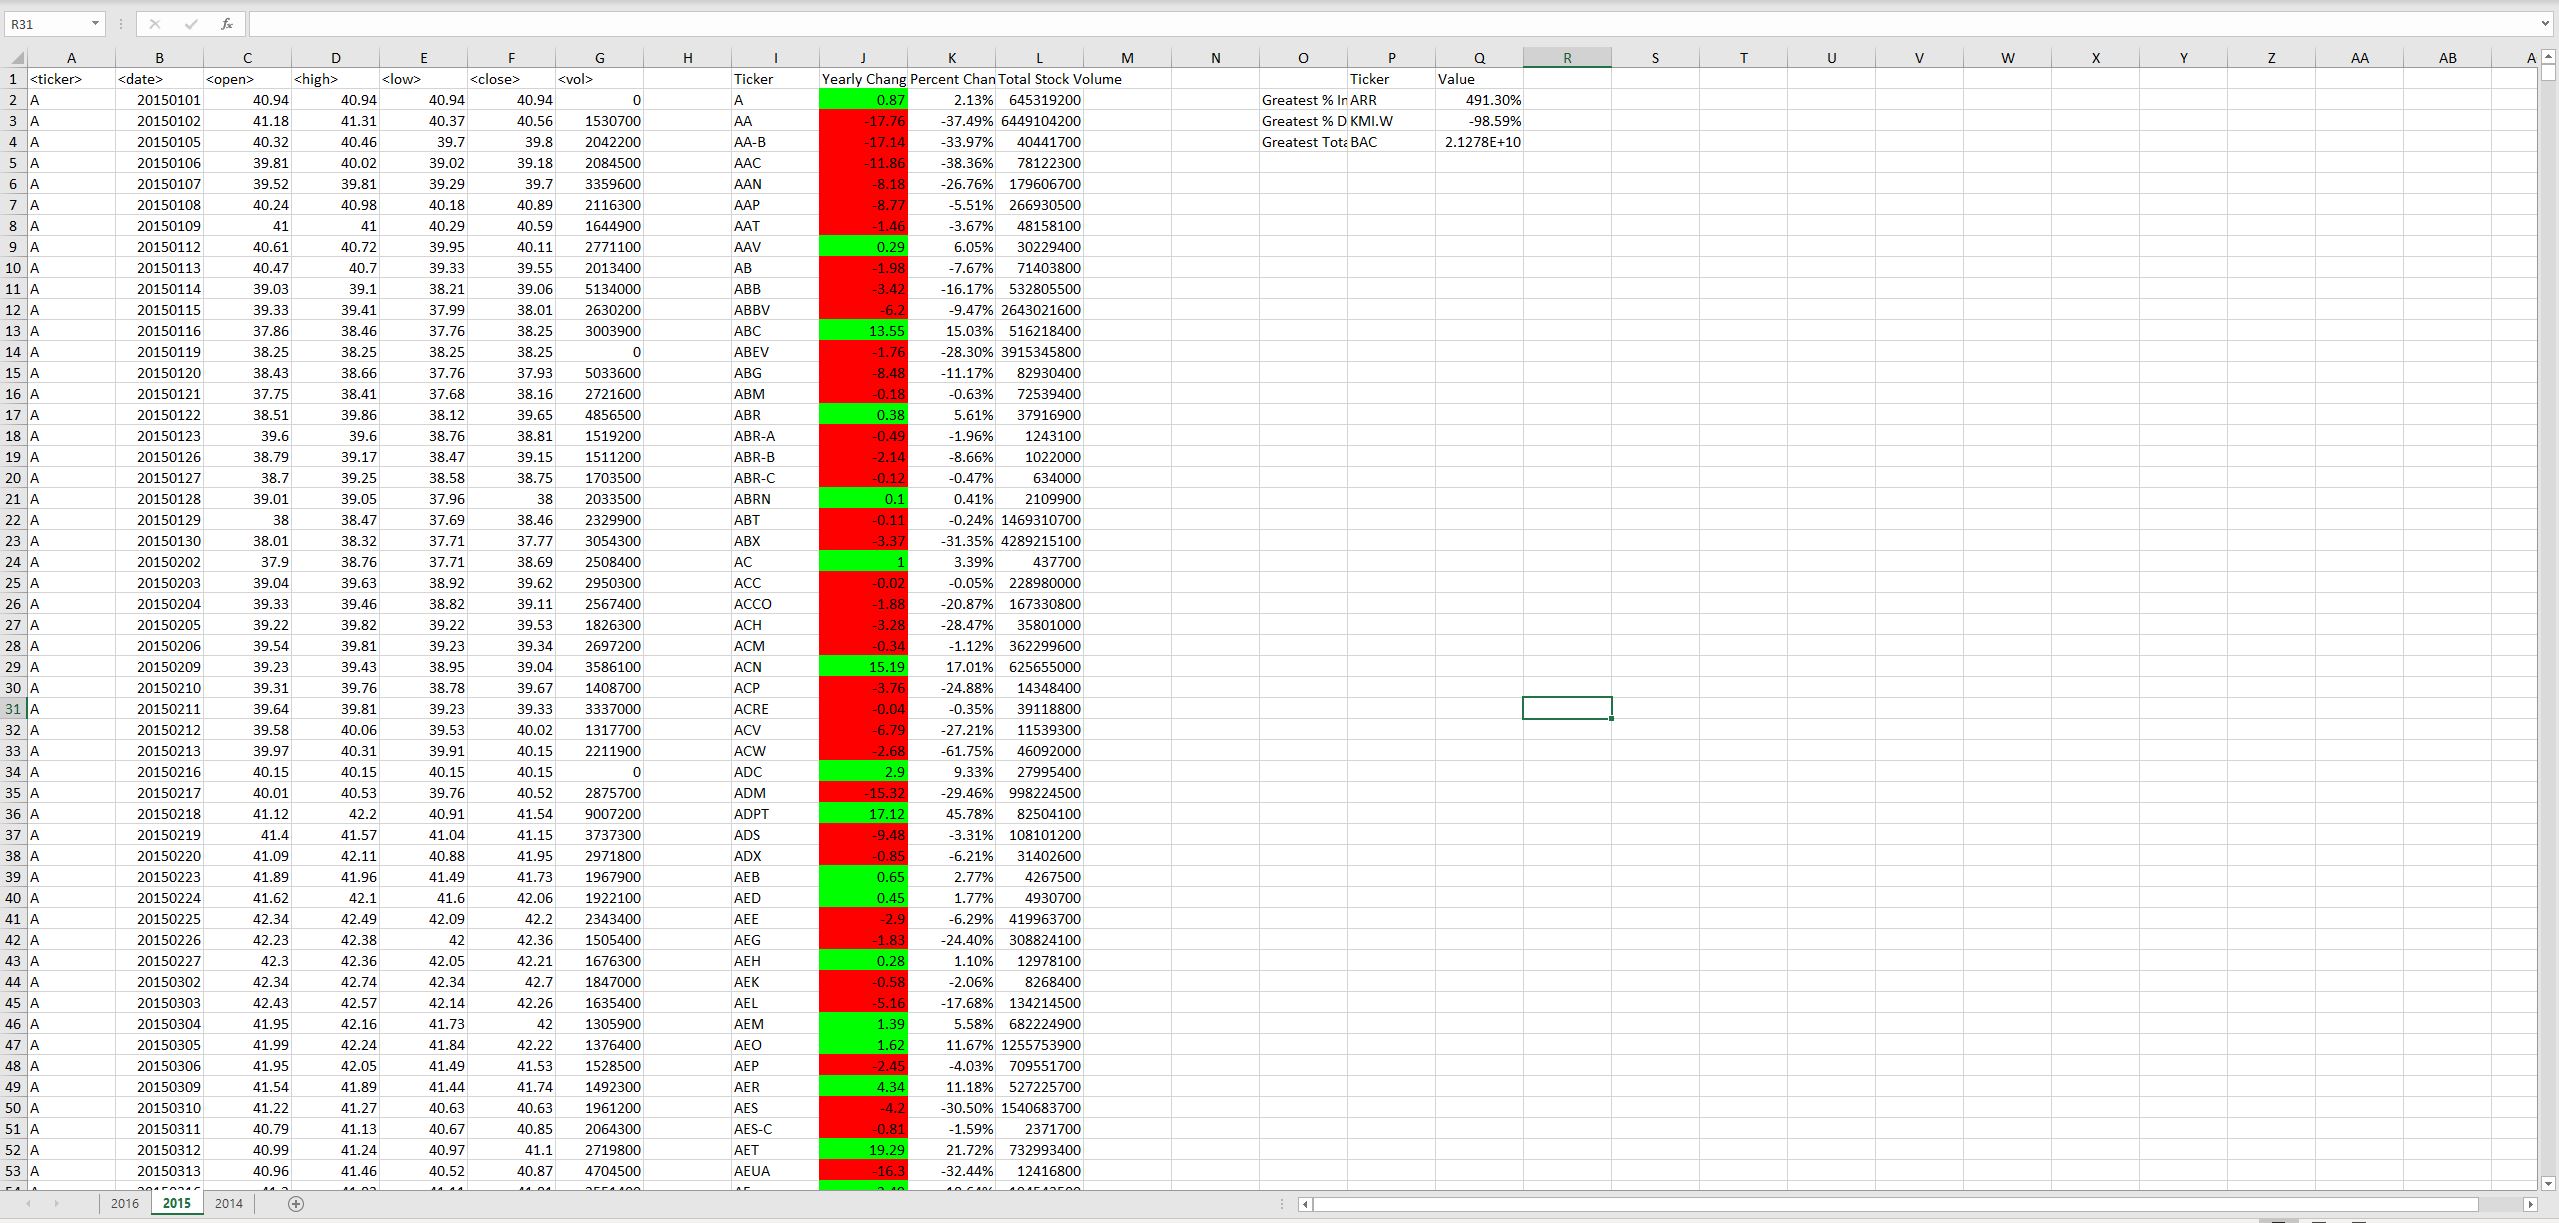 R31
A B C D E F G H I J K L M N O P Q R S T U V W X Y Z AA AB A
1 <ticker> <date> <open> <high> <low> <close> <vol> Ticker Yearly Chang Percent Chan Total Stock Volume Ticker Value
2 A 20150101 40.94 40.94 40.94 40.94 0 A 0.87 2.13% 645319200 Greatest % In ARR 491.30%
3 A 20150102 41.18 41.31 40.37 40.56 1530700 AA -17.76 -37.49% 6449104200 Greatest % D KMI.W -98.59%
4 A 20150105 40.32 40.46 39.7 39.8 2042200 AA-B -17.14 -33.97% 40441700 Greatest Tota BAC 2.1278E+10
5 A 20150106 39.81 40.02 39.02 39.18 2084500 AAC -11.86 -38.36% 78122300
6 A 20150107 39.52 39.81 39.29 39.7 3359600 AAN -8.18 -26.76% 179606700
7 A 20150108 40.24 40.98 40.18 40.89 2116300 AAP -8.77 -5.51% 266930500
8 A 20150109 41 41 40.29 40.59 1644900 AAT -1.46 -3.67% 48158100
9 A 20150112 40.61 40.72 39.95 40.11 2771100 AAV 0.29 6.05% 30229400
10 A 20150113 40.47 40.7 39.33 39.55 2013400 AB -1.98 -7.67% 71403800
11 A 20150114 39.03 39.1 38.21 39.06 5134000 ABB -3.42 -16.17% 532805500
12 A 20150115 39.33 39.41 37.99 38.01 2630200 ABBV -6.2 -9.47% 2643021600
13 A 20150116 37.86 38.46 37.76 38.25 3003900 ABC 13.55 15.03% 516218400
14 A 20150119 38.25 38.25 38.25 38.25 0 ABEV -1.76 -28.30% 3915345800
15 A 20150120 38.43 38.66 37.76 37.93 5033600 ABG -8.48 -11.17% 82930400
16 A 20150121 37.75 38.41 37.68 38.16 2721600 ABM -0.18 -0.63% 72539400
17 A 20150122 38.51 39.86 38.12 39.65 4856500 ABR 0.38 5.61% 37916900
18 A 20150123 39.6 39.6 38.76 38.81 1519200 ABR-A -0.49 -1.96% 1243100
19 A 20150126 38.79 39.17 38.47 39.15 1511200 ABR-B -2.14 -8.66% 1022000
20 A 20150127 38.7 39.25 38.58 38.75 1703500 ABR-C -0.12 -0.47% 634000
21 A 20150128 39.01 39.05 37.96 38 2033500 ABRN 0.1 0.41% 2109900
22 A 20150129 38 38.47 37.69 38.46 2329900 ABT -0.11 -0.24% 1469310700
23 A 20150130 38.01 38.32 37.71 37.77 3054300 ABX -3.37 -31.35% 4289215100
24 A 20150202 37.9 38.76 37.71 38.69 2508400 AC 1 3.39% 437700
25 A 20150203 39.04 39.63 38.92 39.62 2950300 ACC -0.02 -0.05% 228980000
26 A 20150204 39.33 39.46 38.82 39.11 2567400 ACCO -1.88 -20.87% 167330800
27 A 20150205 39.22 39.82 39.22 39.53 1826300 ACH -3.28 -28.47% 35801000
28 A 20150206 39.54 39.81 39.23 39.34 2697200 ACM -0.34 -1.12% 362299600
29 A 20150209 39.23 39.43 38.95 39.04 3586100 ACN 15.19 17.01% 625655000
30 A 20150210 39.31 39.76 38.78 39.67 1408700 ACP -3.76 -24.88% 14348400
31 A 20150211 39.64 39.81 39.23 39.33 3337000 ACRE -0.04 -0.35% 39118800
32 A 20150212 39.58 40.06 39.53 40.02 1317700 ACV -6.79 -27.21% 11539300
33 A 20150213 39.97 40.31 39.91 40.15 2211900 ACW -2.68 -61.75% 46092000
34 A 20150216 40.15 40.15 40.15 40.15 0 ADC 2.9 9.33% 27995400
35 A 20150217 40.01 40.53 39.76 40.52 2875700 ADM -15.32 -29.46% 998224500
36 A 20150218 41.12 42.2 40.91 41.54 9007200 ADPT 17.12 45.78% 82504100
37 A 20150219 41.4 41.57 41.04 41.15 3737300 ADS -9.48 -3.31% 108101200
38 A 20150220 41.09 42.11 40.88 41.95 2971800 ADX -0.85 -6.21% 31402600
39 A 20150223 41.89 41.96 41.49 41.73 1967900 AEB 0.65 2.77% 4267500
40 A 20150224 41.62 42.1 41.6 42.06 1922100 AED 0.45 1.77% 4930700
41 A 20150225 42.34 42.49 42.09 42.2 2343400 AEE -2.9 -6.29% 419963700
42 A 20150226 42.23 42.38 42 42.36 1505400 AEG -1.83 -24.40% 308824100
43 A 20150227 42.3 42.36 42.05 42.21 1676300 AEH 0.28 1.10% 12978100
44 A 20150302 42.34 42.74 42.34 42.7 1847000 AEK -0.58 -2.06% 8268400
45 A 20150303 42.43 42.57 42.14 42.26 1635400 AEL -5.16 -17.68% 134214500
46 A 20150304 41.95 42.16 41.73 42 1305900 AEM 1.39 5.58% 682224900
47 A 20150305 41.99 42.24 41.84 42.22 1376400 AEO 1.62 11.67% 1255753900
48 A 20150306 41.95 42.05 41.49 41.53 1528500 AEP -2.45 -4.03% 709551700
49 A 20150309 41.54 41.89 41.44 41.74 1492300 AER 4.34 11.18% 527225700
50 A 20150310 41.22 41.27 40.63 40.63 1961200 AES -4.2 -30.50% 1540683700
51 A 20150311 40.79 41.13 40.67 40.85 2064300 AES-C -0.81 -1.59% 2371700
52 A 20150312 40.99 41.24 40.97 41.1 2719800 AET 19.29 21.72% 732993400
53 A 20150313 40.96 41.46 40.52 40.87 4704500 AEUA -16.3 -32.44% 12416800
2016 2015 2014